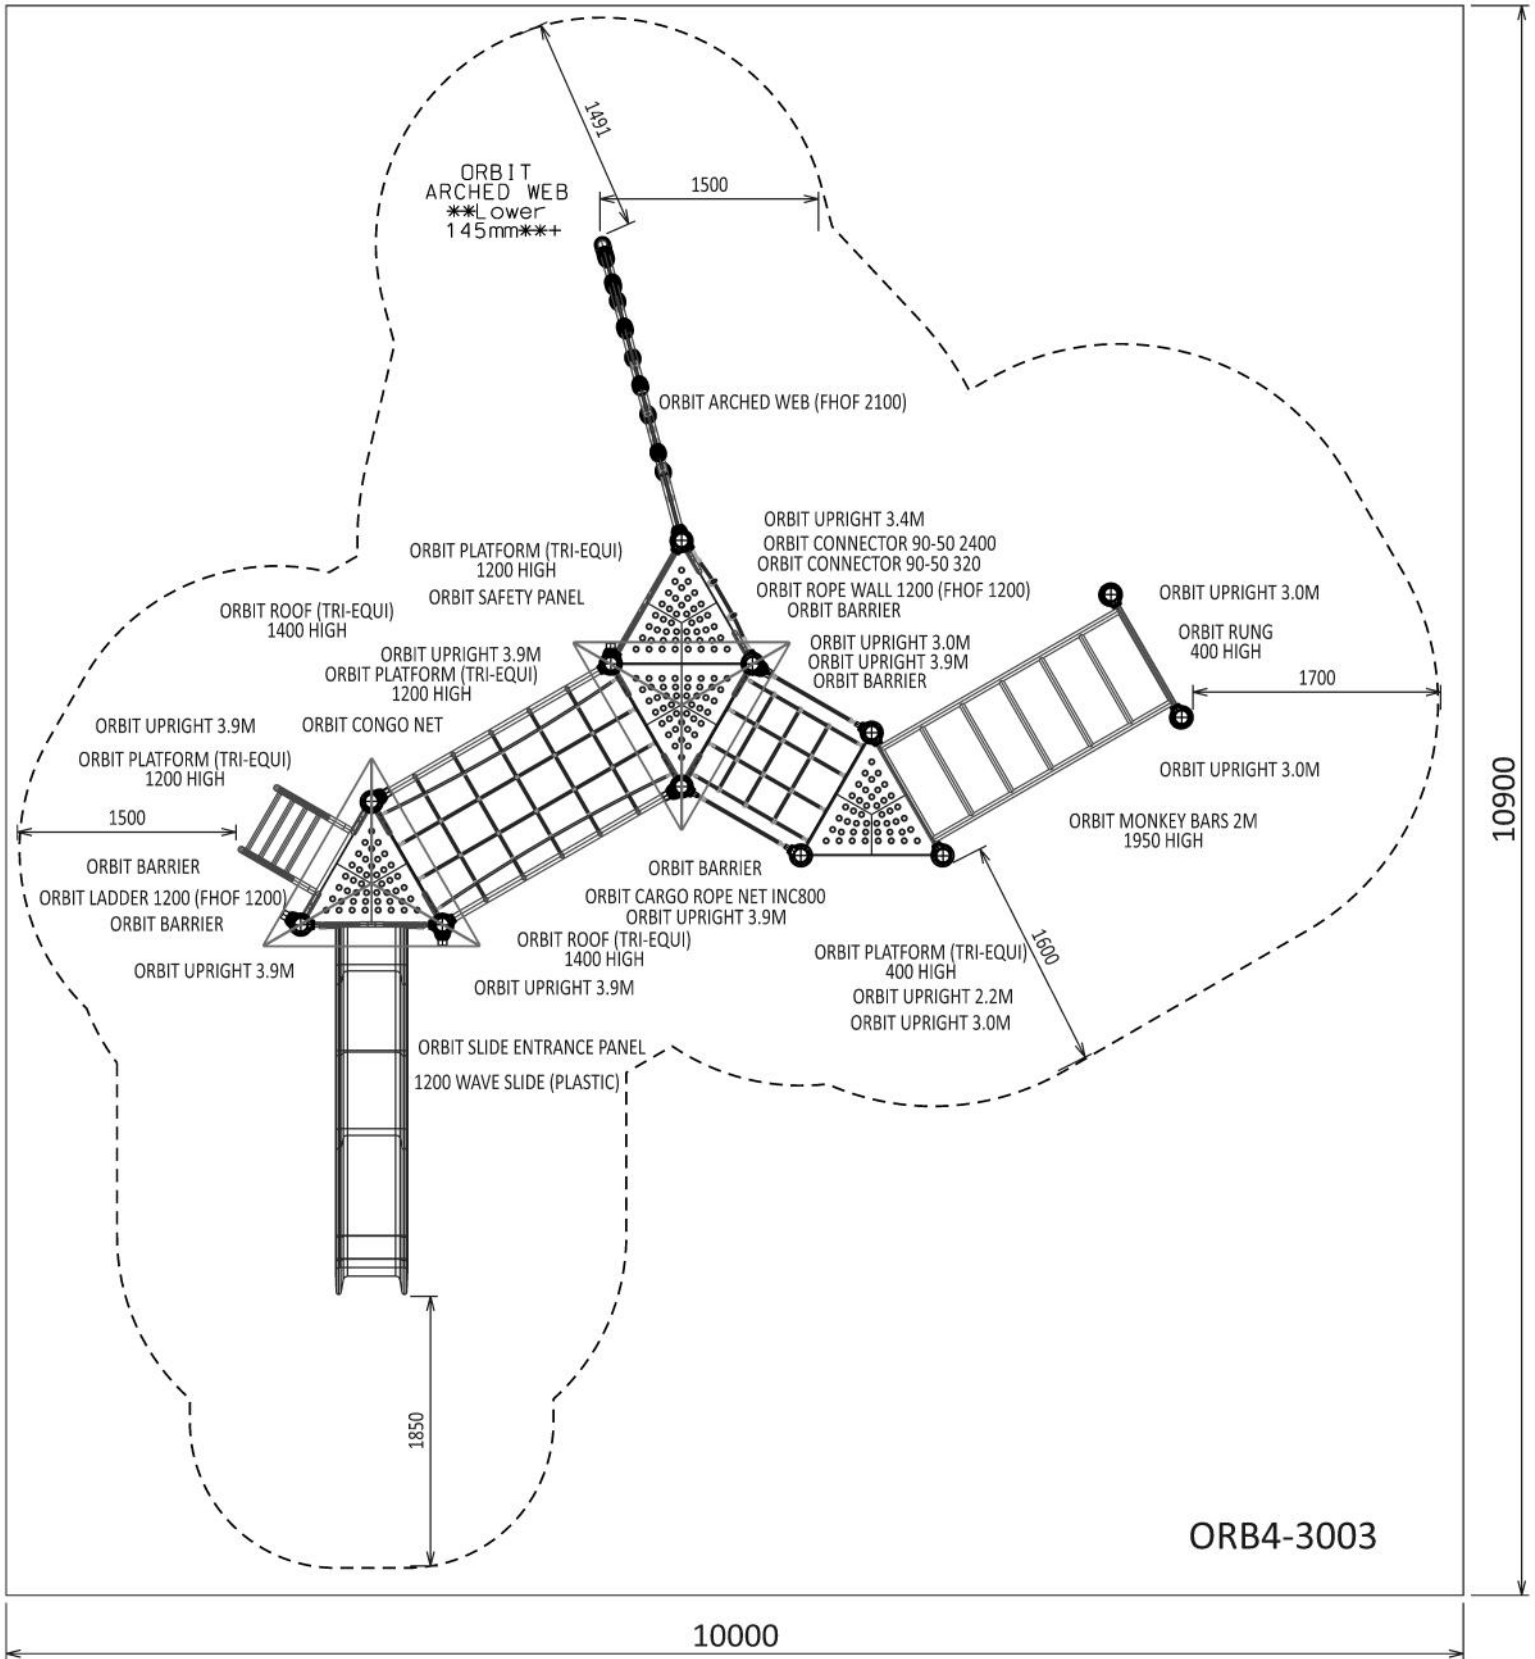 1491
ORBIT
ARCHED WEB
**Lower
145mm**+
1500
ORBIT ARCHED WEB (FHOF 2100)
ORBIT UPRIGHT 3.4M
ORBIT CONNECTOR 90-50 2400
ORBIT CONNECTOR 90-50 320
ORBIT ROPE WALL 1200 (FHOF 1200)
ORBIT BARRIER
ORBIT PLATFORM (TRI-EQUI)
1200 HIGH
ORBIT SAFETY PANEL
ORBIT ROOF (TRI-EQUI)
1400 HIGH
ORBIT UPRIGHT 3.9M
ORBIT PLATFORM (TRI-EQUI)
1200 HIGH
ORBIT CONGO NET
ORBIT UPRIGHT 3.0M
ORBIT UPRIGHT 3.9M
ORBIT BARRIER
ORBIT UPRIGHT 3.0M
ORBIT RUNG
400 HIGH
1700
ORBIT UPRIGHT 3.0M
ORBIT MONKEY BARS 2M
1950 HIGH
10900
ORBIT UPRIGHT 3.9M
ORBIT PLATFORM (TRI-EQUI)
1200 HIGH
1500
ORBIT BARRIER
ORBIT LADDER 1200 (FHOF 1200)
ORBIT BARRIER
ORBIT UPRIGHT 3.9M
ORBIT BARRIER
ORBIT CARGO ROPE NET INC800
ORBIT UPRIGHT 3.9M
ORBIT ROOF (TRI-EQUI)
1400 HIGH
ORBIT UPRIGHT 3.9M
ORBIT PLATFORM (TRI-EQUI)
400 HIGH
ORBIT UPRIGHT 2.2M
ORBIT UPRIGHT 3.0M
1600
ORBIT SLIDE ENTRANCE PANEL
1200 WAVE SLIDE (PLASTIC)
1850
ORB4-3003
10000